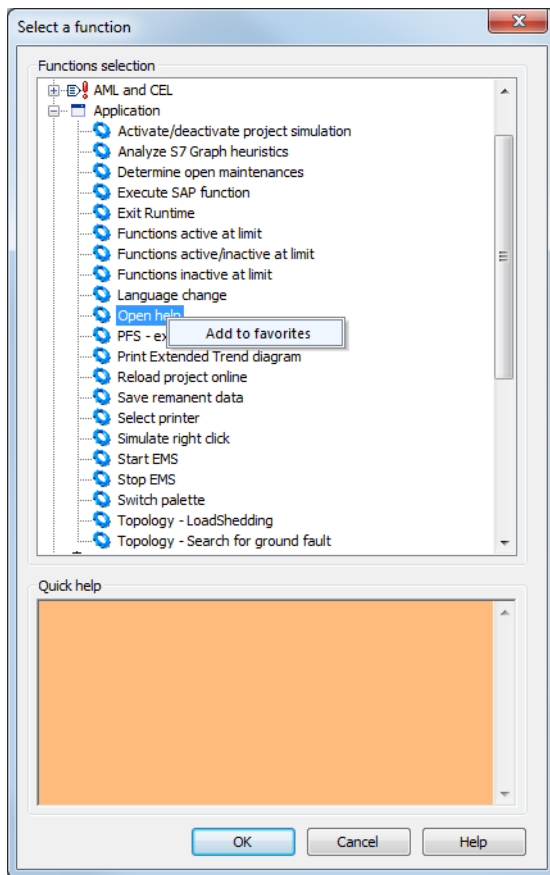 Select a function
Functions selection
AML and CEL
Application
Activate/deactivate project simulation
Analyze S7 Graph heuristics
Determine open maintenances
Execute SAP function
Exit Runtime
Functions active at limit
Functions active/inactive at limit
Functions inactive at limit
Language change
Open help
Add to favorites
PFS - ex
Print Extended Trend diagram
Reload project online
Save remanent data
Select printer
Simulate right click
Start EMS
Stop EMS
Switch palette
Topology - LoadShedding
Topology - Search for ground fault
Quick help
OK Cancel Help